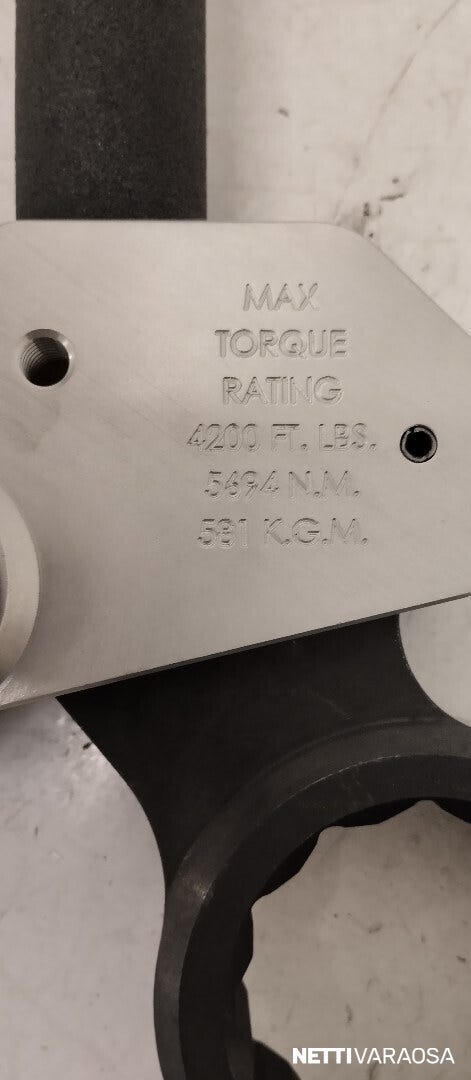 MAX
TORQUE
RATING
4200 FT. LBS.
5694 N.M.
581 K.G.M.
NETTIVARAOSA